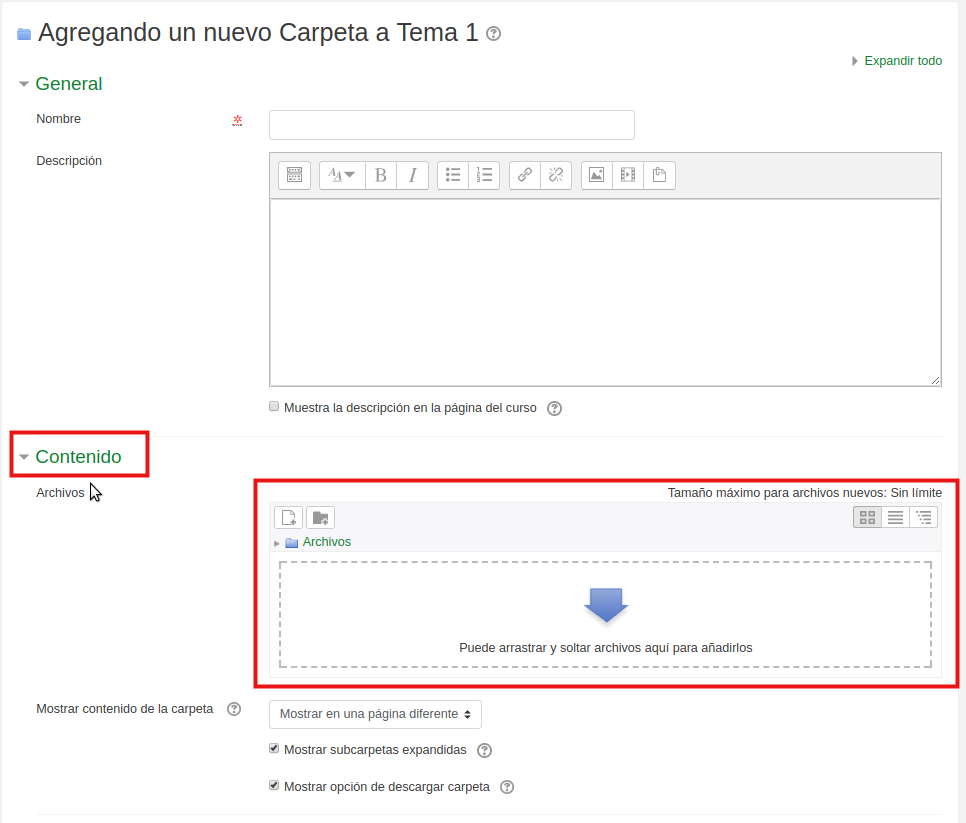 Agregando un nuevo Carpeta a Tema 1
Expandir todo
General
Nombre
Descripción
Muestra la descripción en la página del curso
Contenido
Archivos
Tamaño máximo para archivos nuevos: Sin límite
Archivos
Puede arrastrar y soltar archivos aquí para añadirlos
Mostrar contenido de la carpeta
Mostrar en una página diferente
Mostrar subcarpetas expandidas
Mostrar opción de descargar carpeta